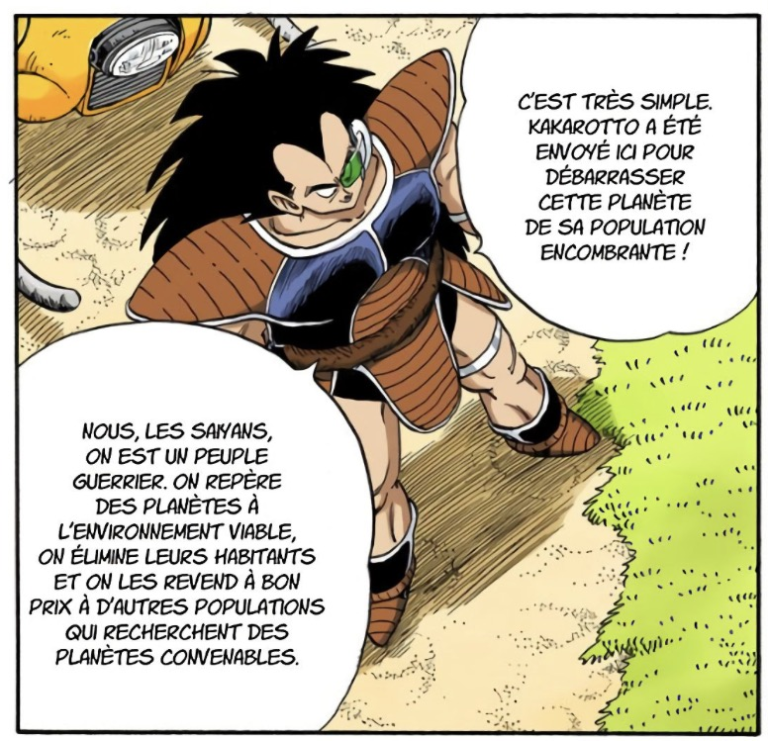 C'EST TRÈS SIMPLE.
KAKAROTTO A ÉTÉ
ENVOYÉ ICI POUR
DÉBARRASSER
CETTE PLANÈTE
DE SA POPULATION
ENCOMBRANTE !
NOUS, LES SAIYANS,
ON EST UN PEUPLE
GUERRIER. ON REPÈRE
DES PLANÈTES À
L'ENVIRONNEMENT VIABLE,
ON ÉLIMINE LEURS HABITANTS
ET ON LES REVEND À BON
PRIX À D'AUTRES POPULATIONS
QUI RECHERCHENT DES
PLANÈTES CONVENABLES.